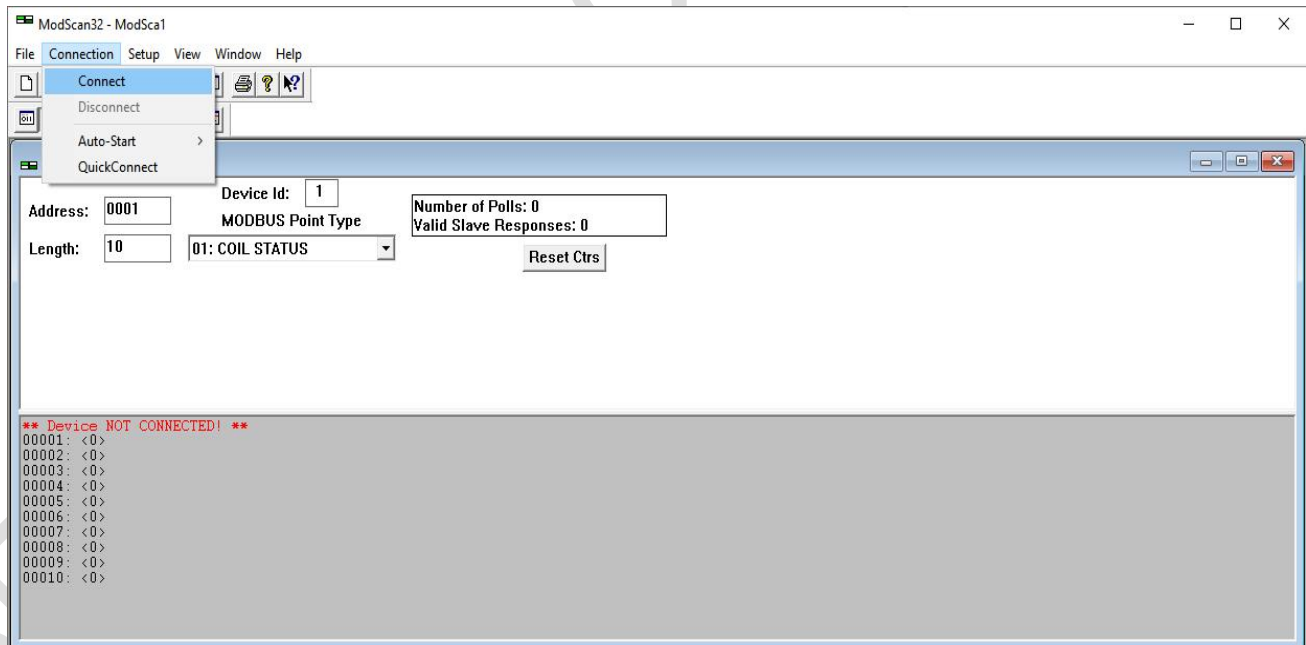 ModScan32 - ModSca1
File Connection Setup View Window Help
Connect
Disconnect
Auto-Start
QuickConnect
Device Id: 1
Address: 0001
MODBUS Point Type
Length: 10
01: COIL STATUS
Number of Polls: 0
Valid Slave Responses: 0
Reset Ctrs
** Device NOT CONNECTED! **
00001: <0>
00002: <0>
00003: <0>
00004: <0>
00005: <0>
00006: <0>
00007: <0>
00008: <0>
00009: <0>
00010: <0>